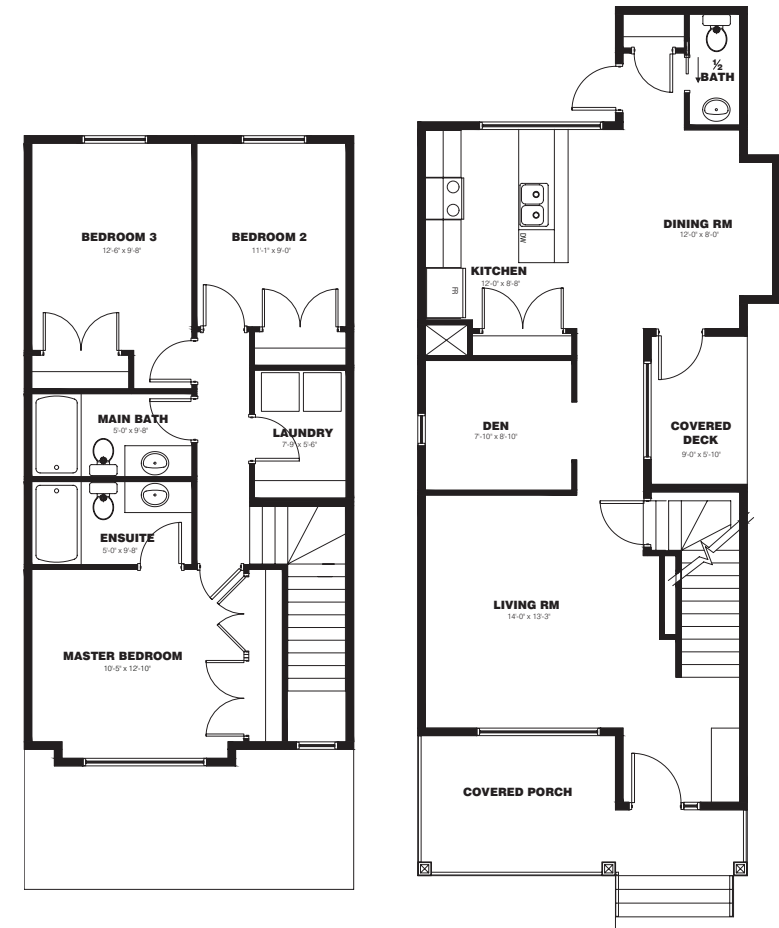 BEDROOM 3
12'-6" x 9'-8"
BEDROOM 2
11'-1" x 9'-0"
MAIN BATH
5'-0" x 9'-8"
LAUNDRY
7'-9" x 5'-6"
ENSUITE
5'-0" x 9'-8"
MASTER BEDROOM
10'-5" x 12'-10"
½
BATH
DINING RM
12'-0" x 8'-0"
DW
KITCHEN
12'-0" x 8'-8"
FR
DEN
7'-10" x 8'-10"
COVERED
DECK
9'-0" x 5'-10"
LIVING RM
14'-0" x 13'-3"
COVERED PORCH